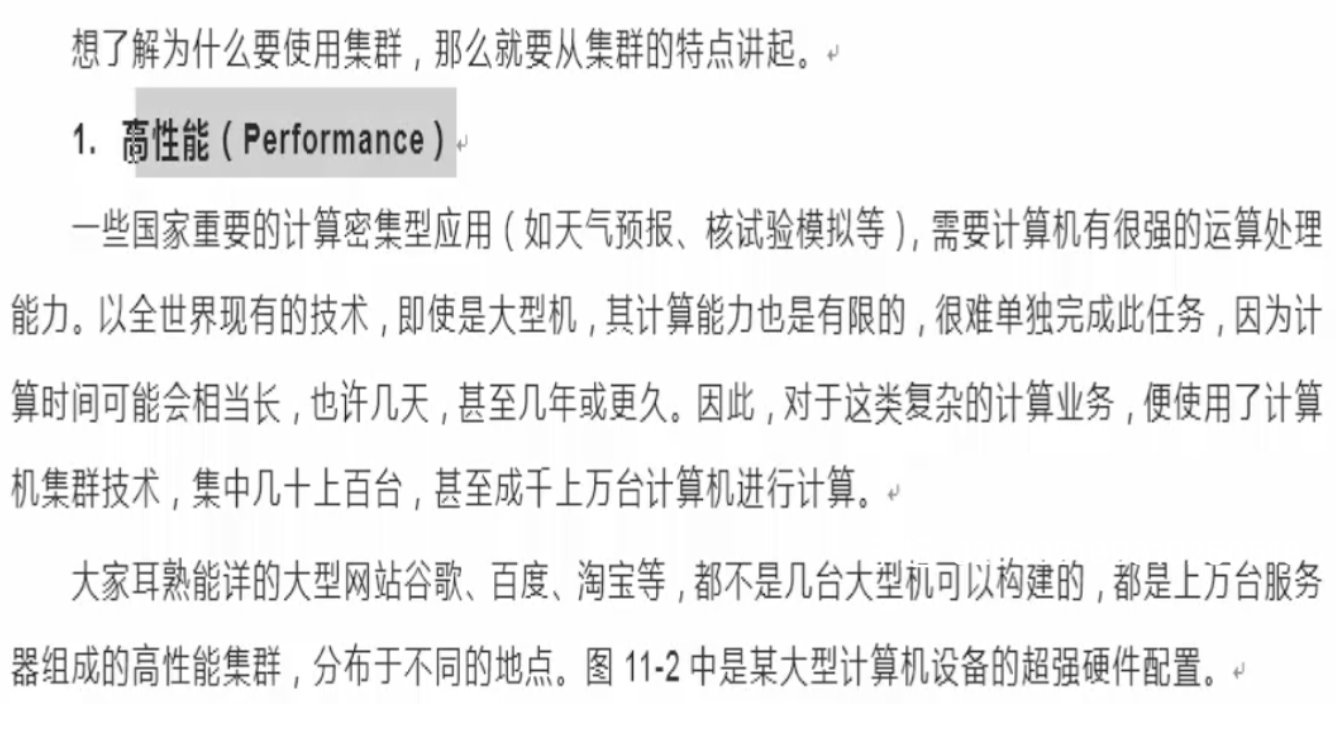 想了解为什么要使用集群，那么就要从集群的特点讲起。
1. 高性能（Performance）
一些国家重要的计算密集型应用（如天气预报、核试验模拟等），需要计算机有很强的运算处理
能力。以全世界现有的技术，即使是大型机，其计算能力也是有限的，很难单独完成此任务，因为计
算时间可能会相当长，也许几天，甚至几年或更久。因此，对于这类复杂的计算业务，便使用了计算
机集群技术，集中几十上百台，甚至成千上万台计算机进行计算。
大家耳熟能详的大型网站谷歌、百度、淘宝等，都不是几台大型机可以构建的，都是上万台服务
器组成的高性能集群，分布于不同的地点。图 11-2 中是某大型计算机设备的超强硬件配置。